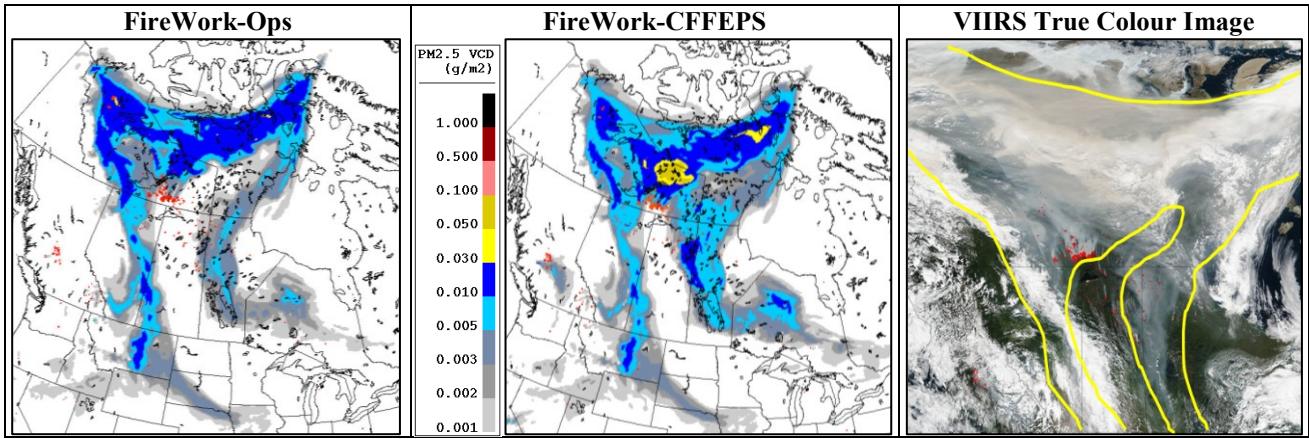 FireWork-Ops
FireWork-CFFEPS
VIIRS True Colour Image
PM2.5 VCD
(g/m2)
1.000
0.500
0.100
0.050
0.030
0.010
0.005
0.003
0.002
0.001